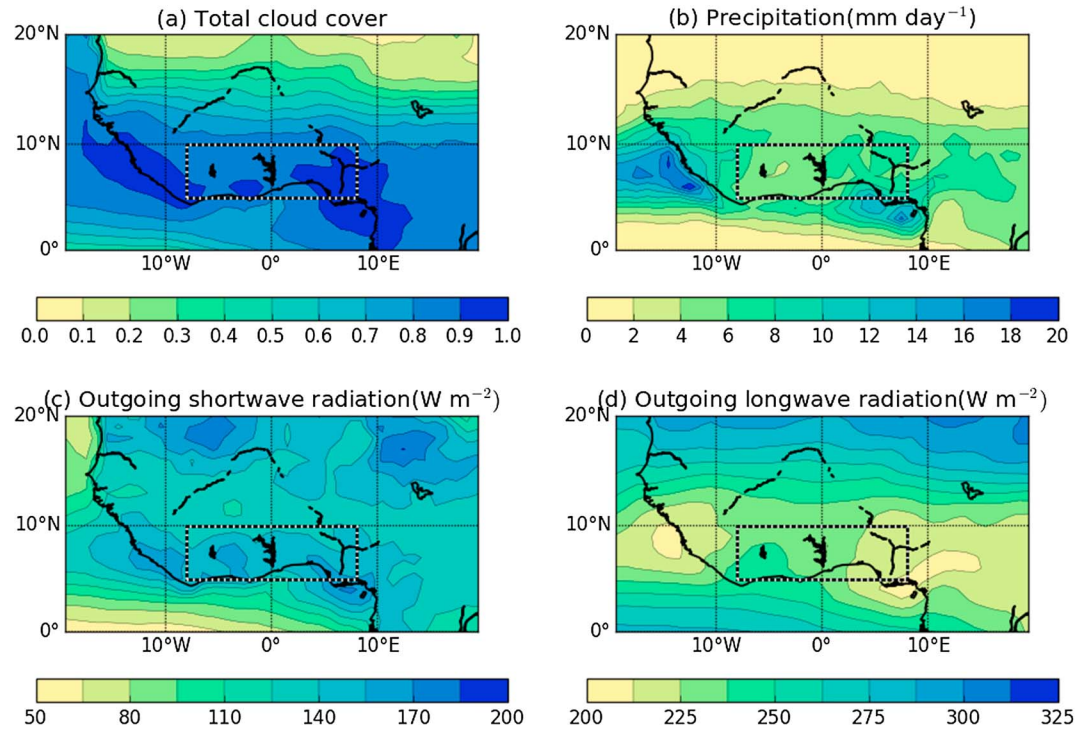 (a) Total cloud cover
20°N
10°N
0°
10°W 0° 10°E
0.0 0.1 0.2 0.3 0.4 0.5 0.6 0.7 0.8 0.9 1.0
(b) Precipitation(mm day⁻¹)
20°N
10°N
0°
10°W 0° 10°E
0 2 4 6 8 10 12 14 16 18 20
(c) Outgoing shortwave radiation(W m⁻²)
20°N
10°N
0°
10°W 0° 10°E
50 80 110 140 170 200
(d) Outgoing longwave radiation(W m⁻²)
20°N
10°N
0°
10°W 0° 10°E
200 225 250 275 300 325